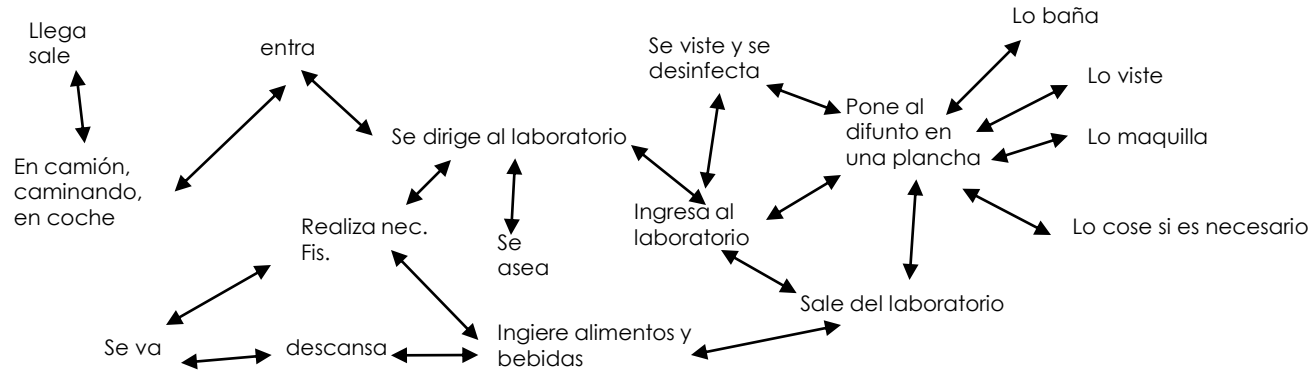 Llega
sale
En camión,
caminando,
en coche
entra
Se dirige al laboratorio
Realiza nec.
Fis.
Se
asea
Se va
descansa
Ingiere alimentos y
bebidas
Se viste y se
desinfecta
Ingresa al
laboratorio
Pone al
difunto en
una plancha
Lo baña
Lo viste
Lo maquilla
Lo cose si es necesario
Sale del laboratorio